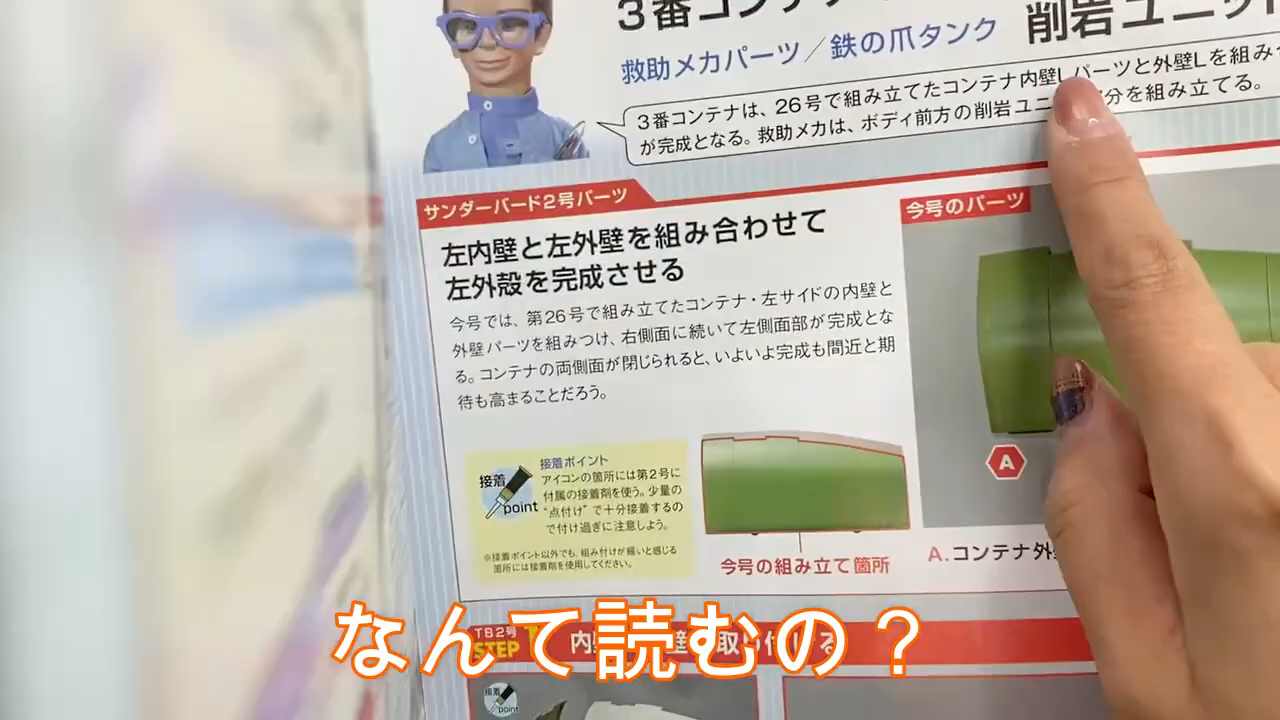 3番コンテナ
削岩ユニット
救助メカパーツ／鉄の爪タンク
3番コンテナは、26号で組み立てたコンテナ内壁Lパーツと外壁Lを組み
が完成となる。救助メカは、ボディ前方の削岩ユニ 分を組み立てる。
サンダーバード2号パーツ
左内壁と左外壁を組み合わせて
左外殻を完成させる
今号では、第26号で組み立てたコンテナ・左サイドの内壁と
外壁パーツを組みつけ、右側面に続いて左側面部が完成とな
る。コンテナの両側面が閉じられると、いよいよ完成も間近と期
待も高まることだろう。
接着
point
接着ポイント
アイコンの箇所には第2号に
付属の接着剤を使う。少量の
“点付け”で十分接着するの
で付け過ぎに注意しよう。
※接着ポイント以外でも、組み付けが緩いと感じる
箇所には接着剤を使用してください。
今号の組み立て箇所
今号のパーツ
A
A.コンテナ外
なんて読むの？
TB2号
STEP
内 壁 取り付ける
接着
point